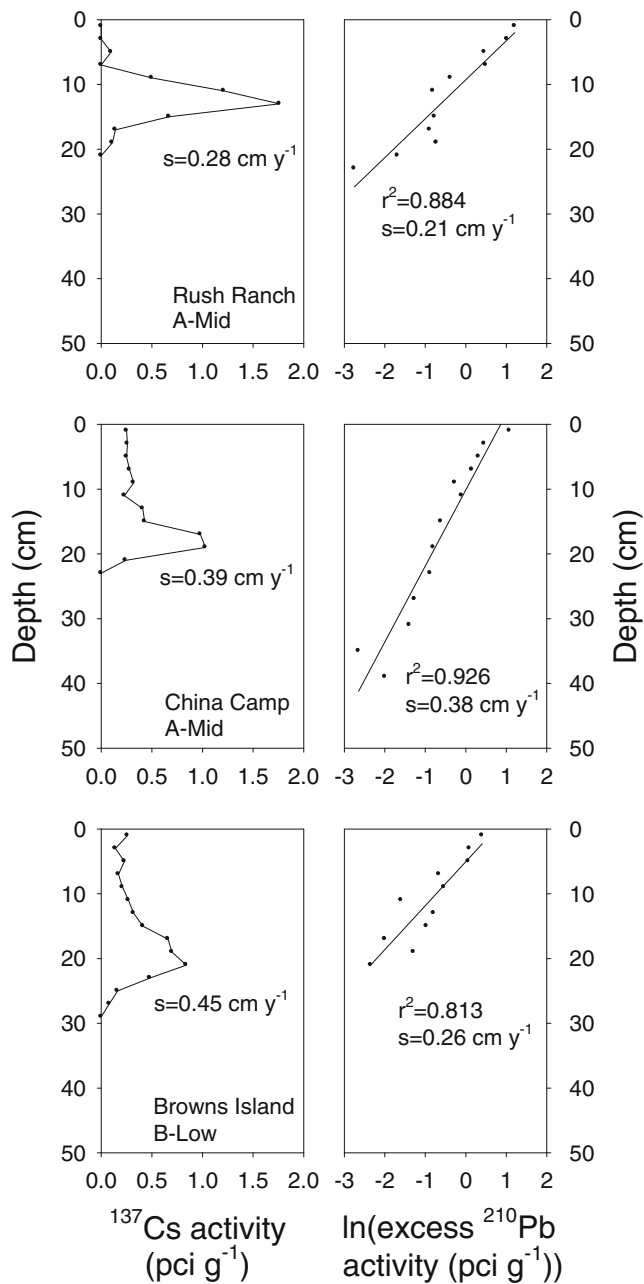 0
10
20
30
40
50
0.0 0.5 1.0 1.5 2.0
s=0.28 cm y⁻¹
Rush Ranch
A-Mid
r²=0.884
s=0.21 cm y⁻¹
-3 -2 -1 0 1 2
0
10
20
30
40
50
0
10
20
30
40
50
0.0 0.5 1.0 1.5 2.0
Depth (cm)
s=0.39 cm y⁻¹
China Camp
A-Mid
r²=0.926
s=0.38 cm y⁻¹
-3 -2 -1 0 1 2
0
10
20
30
40
50
Depth (cm)
0
10
20
30
40
50
0.0 0.5 1.0 1.5 2.0
s=0.45 cm y⁻¹
Browns Island
B-Low
r²=0.813
s=0.26 cm y⁻¹
-3 -2 -1 0 1 2
0
10
20
30
40
50
¹³⁷Cs activity
(pci g⁻¹)
ln(excess ²¹⁰Pb
activity (pci g⁻¹))